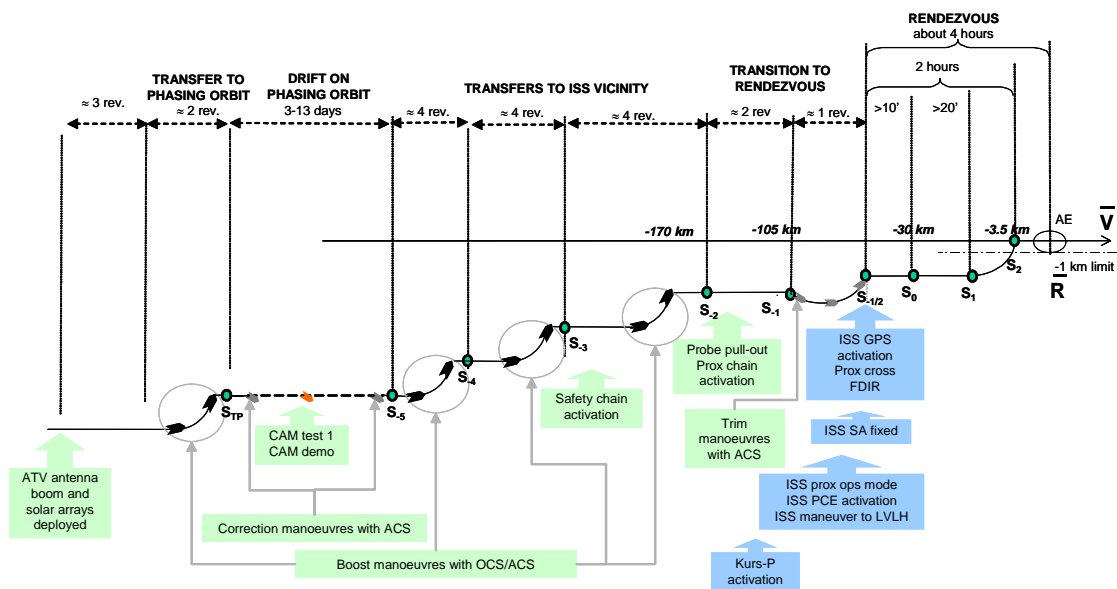 RENDEZVOUS
about 4 hours
TRANSFER TO
PHASING ORBIT
DRIFT ON
PHASING ORBIT
3-13 days
TRANSFERS TO ISS VICINITY
TRANSITION TO
RENDEZVOUS
2 hours
≈ 3 rev.
≈ 2 rev.
≈ 4 rev.
≈ 4 rev.
≈ 4 rev.
≈ 2 rev
≈ 1 rev.
>10’
>20’
-170 km
-105 km
-30 km
-3.5 km
AE
V
-1 km limit
R
S2
S1
S0
S-1/2
S-1
S-2
S-3
S-4
S-5
STP
Probe pull-out
Prox chain
activation
ISS GPS
activation
Prox cross
FDIR
Safety chain
activation
Trim
manoeuvres
with ACS
ISS SA fixed
CAM test 1
CAM demo
ATV antenna
boom and
solar arrays
deployed
ISS prox ops mode
ISS PCE activation
ISS maneuver to LVLH
Correction manoeuvres with ACS
Boost manoeuvres with OCS/ACS
Kurs-P
activation